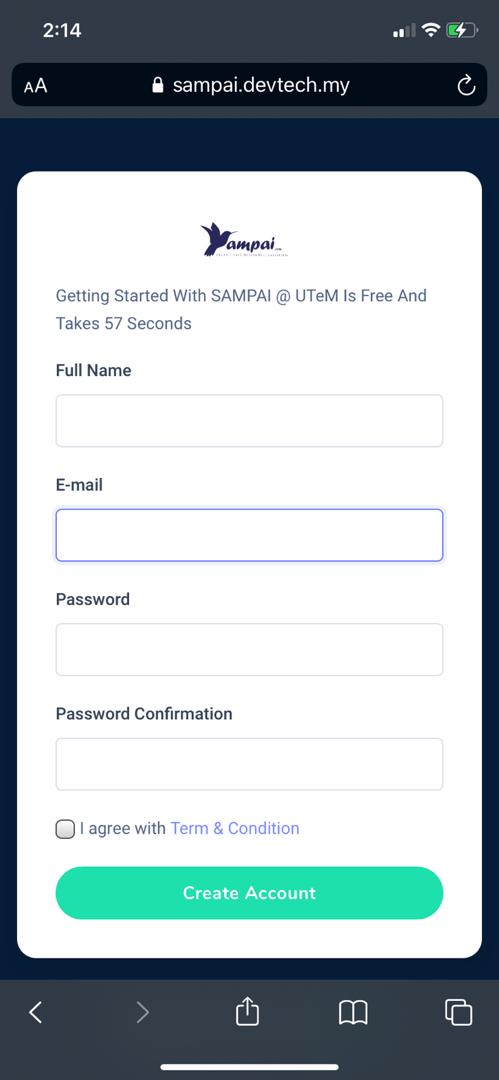 2:14
AA
sampai.devtech.my
Sampai
Getting Started With SAMPAI @ UTeM Is Free And
Takes 57 Seconds
Full Name
E-mail
Password
Password Confirmation
I agree with Term & Condition
Create Account